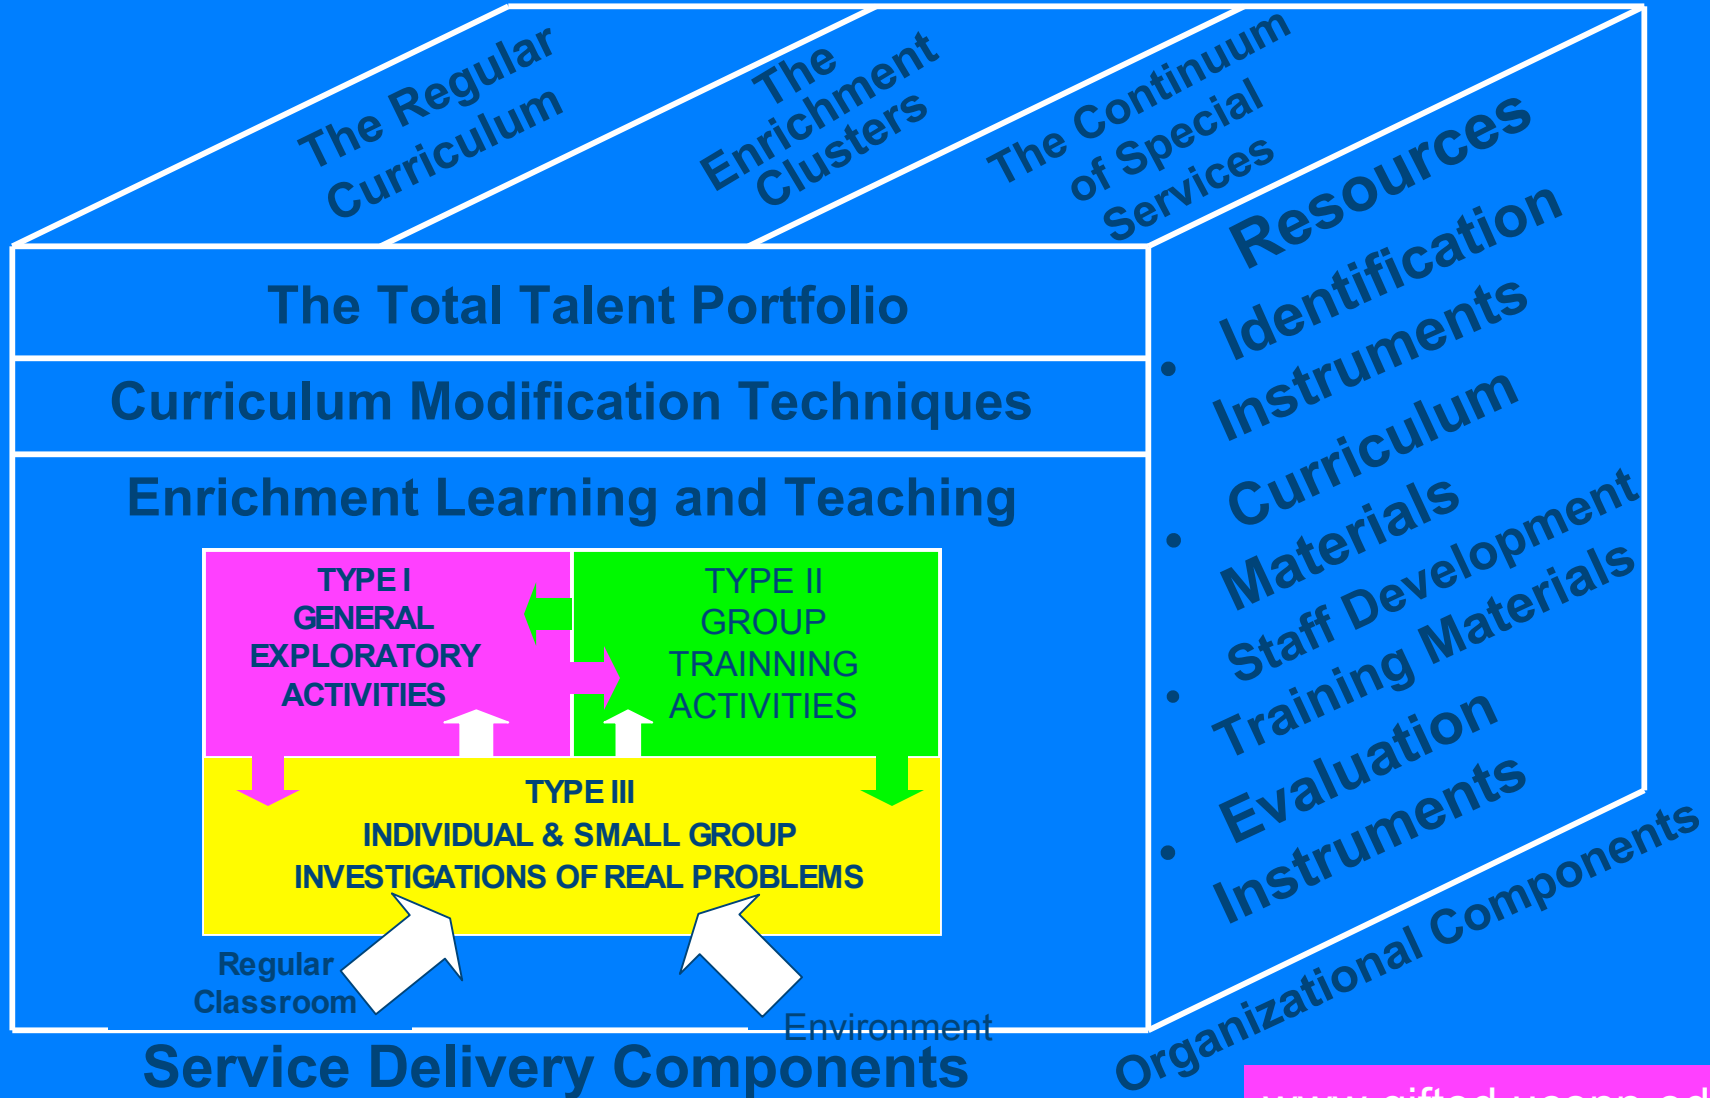 The Regular
Curriculum
The
Enrichment
Clusters
The Continuum
of Special
Services
The Total Talent Portfolio
Curriculum Modification Techniques
Enrichment Learning and Teaching
TYPE I
GENERAL
EXPLORATORY
ACTIVITIES
TYPE II
GROUP
TRAINNING
ACTIVITIES
TYPE III
INDIVIDUAL & SMALL GROUP
INVESTIGATIONS OF REAL PROBLEMS
Regular
Classroom
Environment
Service Delivery Components
Resources
• Identification
Instruments
• Curriculum
Materials
• Staff Development
Training Materials
• Evaluation
Instruments
Organizational Components